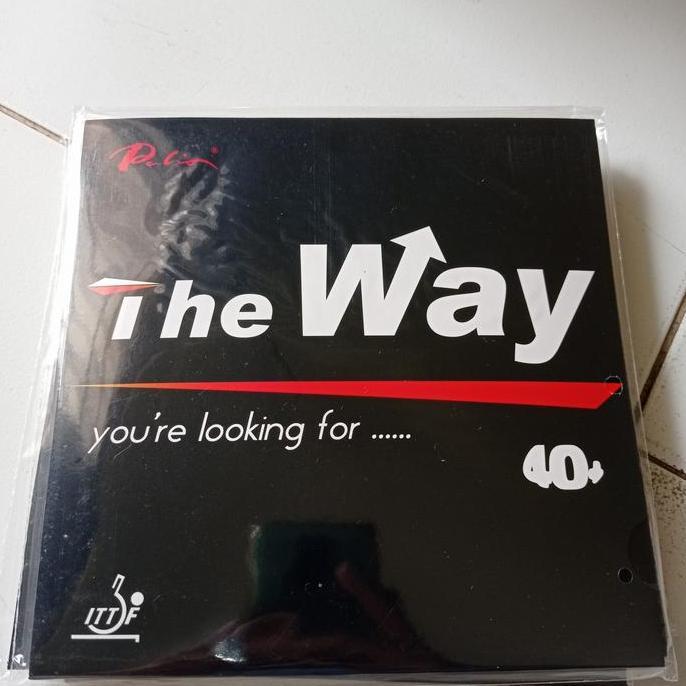 Palio®
The Way
you're looking for ......
40+
ITTF